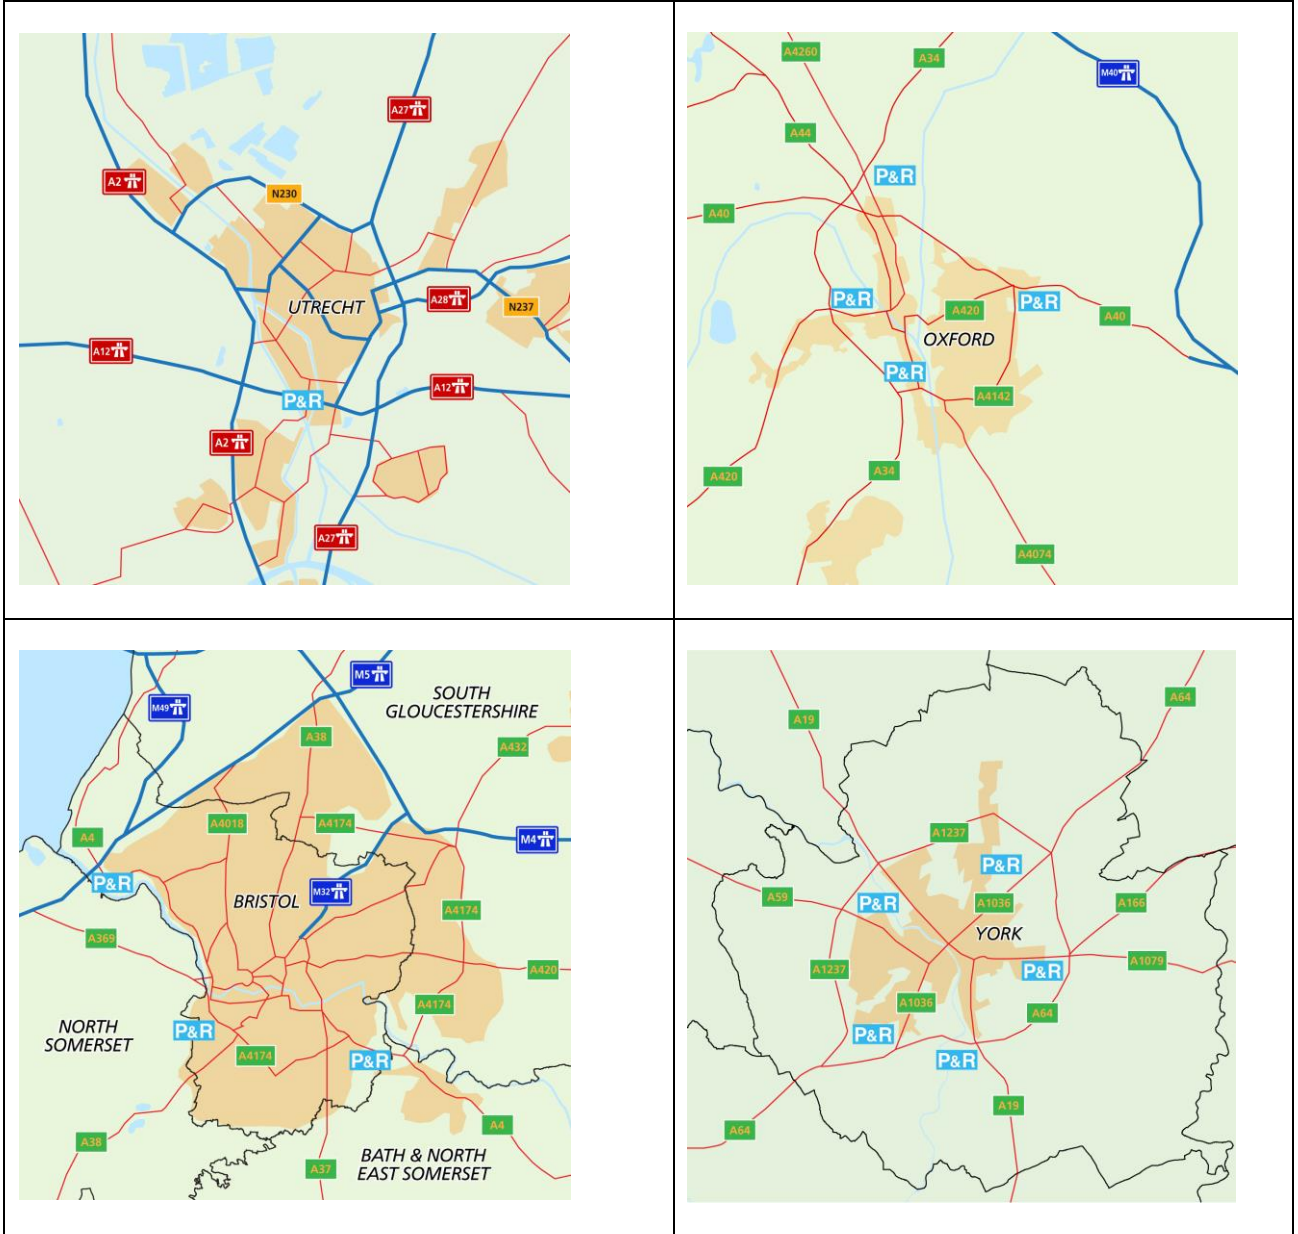 A27
A2
N230
UTRECHT
A28
N237
A12
A12
P&R
A2
A27
A4260
A34
M40
A44
P&R
A40
P&R
P&R
A420
A40
OXFORD
P&R
A4142
A420
A34
A4074
M5
SOUTH
GLOUCESTERSHIRE
M49
A38
A432
A4
A4018
A4174
M4
P&R
BRISTOL
M32
A4174
A369
A420
A4174
NORTH
SOMERSET
P&R
A4174
P&R
A4
A38
BATH & NORTH
EAST SOMERSET
A37
A64
A19
A1237
P&R
A59
P&R
A1036
A166
YORK
A1237
P&R
A1079
A1036
A64
P&R
P&R
A19
A64